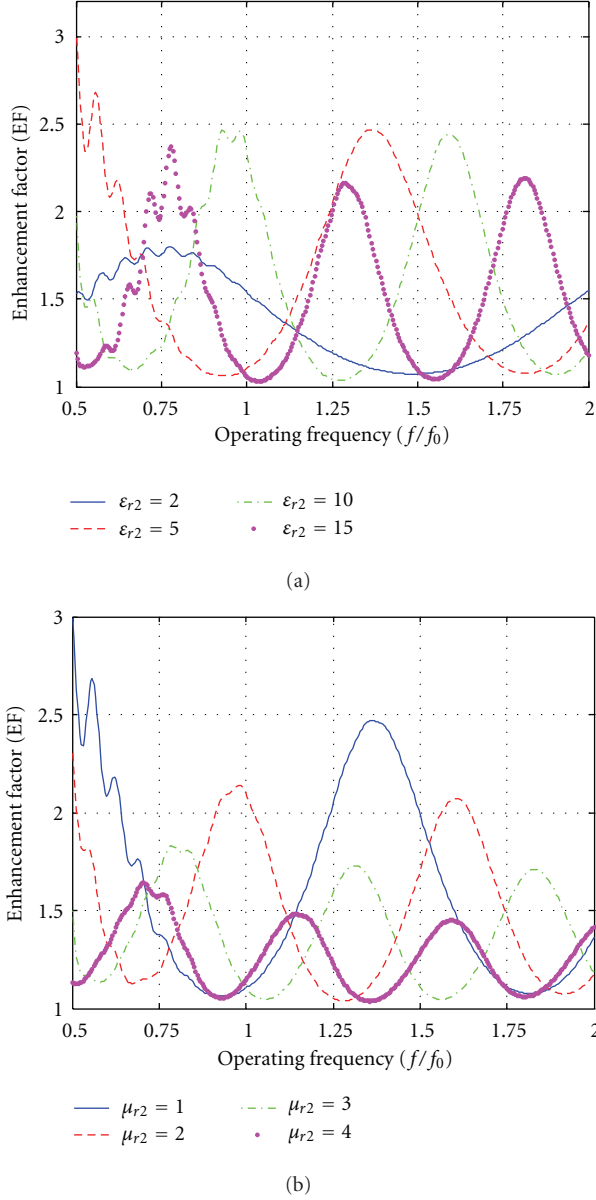 3
2.5
2
1.5
1
Enhancement factor (EF)
0.5 0.75 1 1.25 1.5 1.75 2
Operating frequency (f/f₀)
εr2 = 2 εr2 = 10
εr2 = 5 εr2 = 15
(a)
3
2.5
2
1.5
1
Enhancement factor (EF)
0.5 0.75 1 1.25 1.5 1.75 2
Operating frequency (f/f₀)
μr2 = 1 μr2 = 3
μr2 = 2 μr2 = 4
(b)